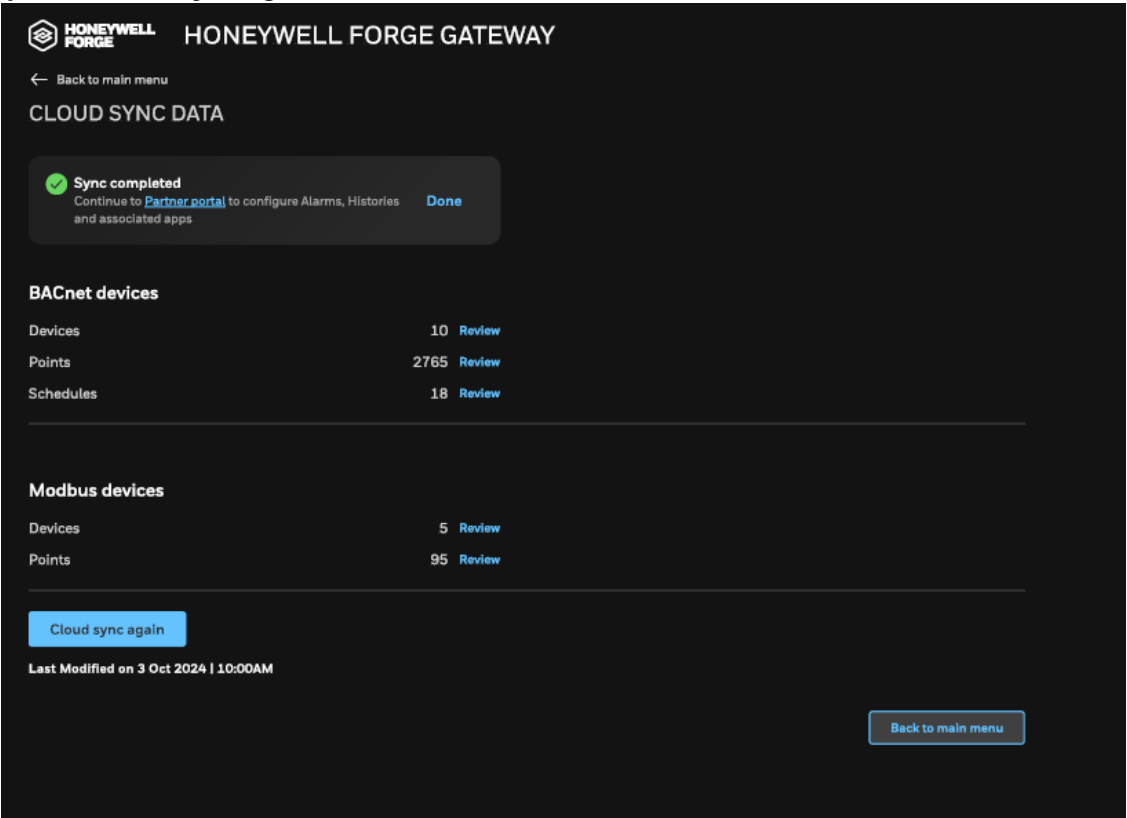 HONEYWELL FORGE
HONEYWELL FORGE GATEWAY
← Back to main menu
CLOUD SYNC DATA
Sync completed
Continue to Partner portal to configure Alarms, Histories
and associated apps
Done
BACnet devices
Devices 10 Review
Points 2765 Review
Schedules 18 Review
Modbus devices
Devices 5 Review
Points 95 Review
Cloud sync again
Last Modified on 3 Oct 2024 | 10:00AM
Back to main menu